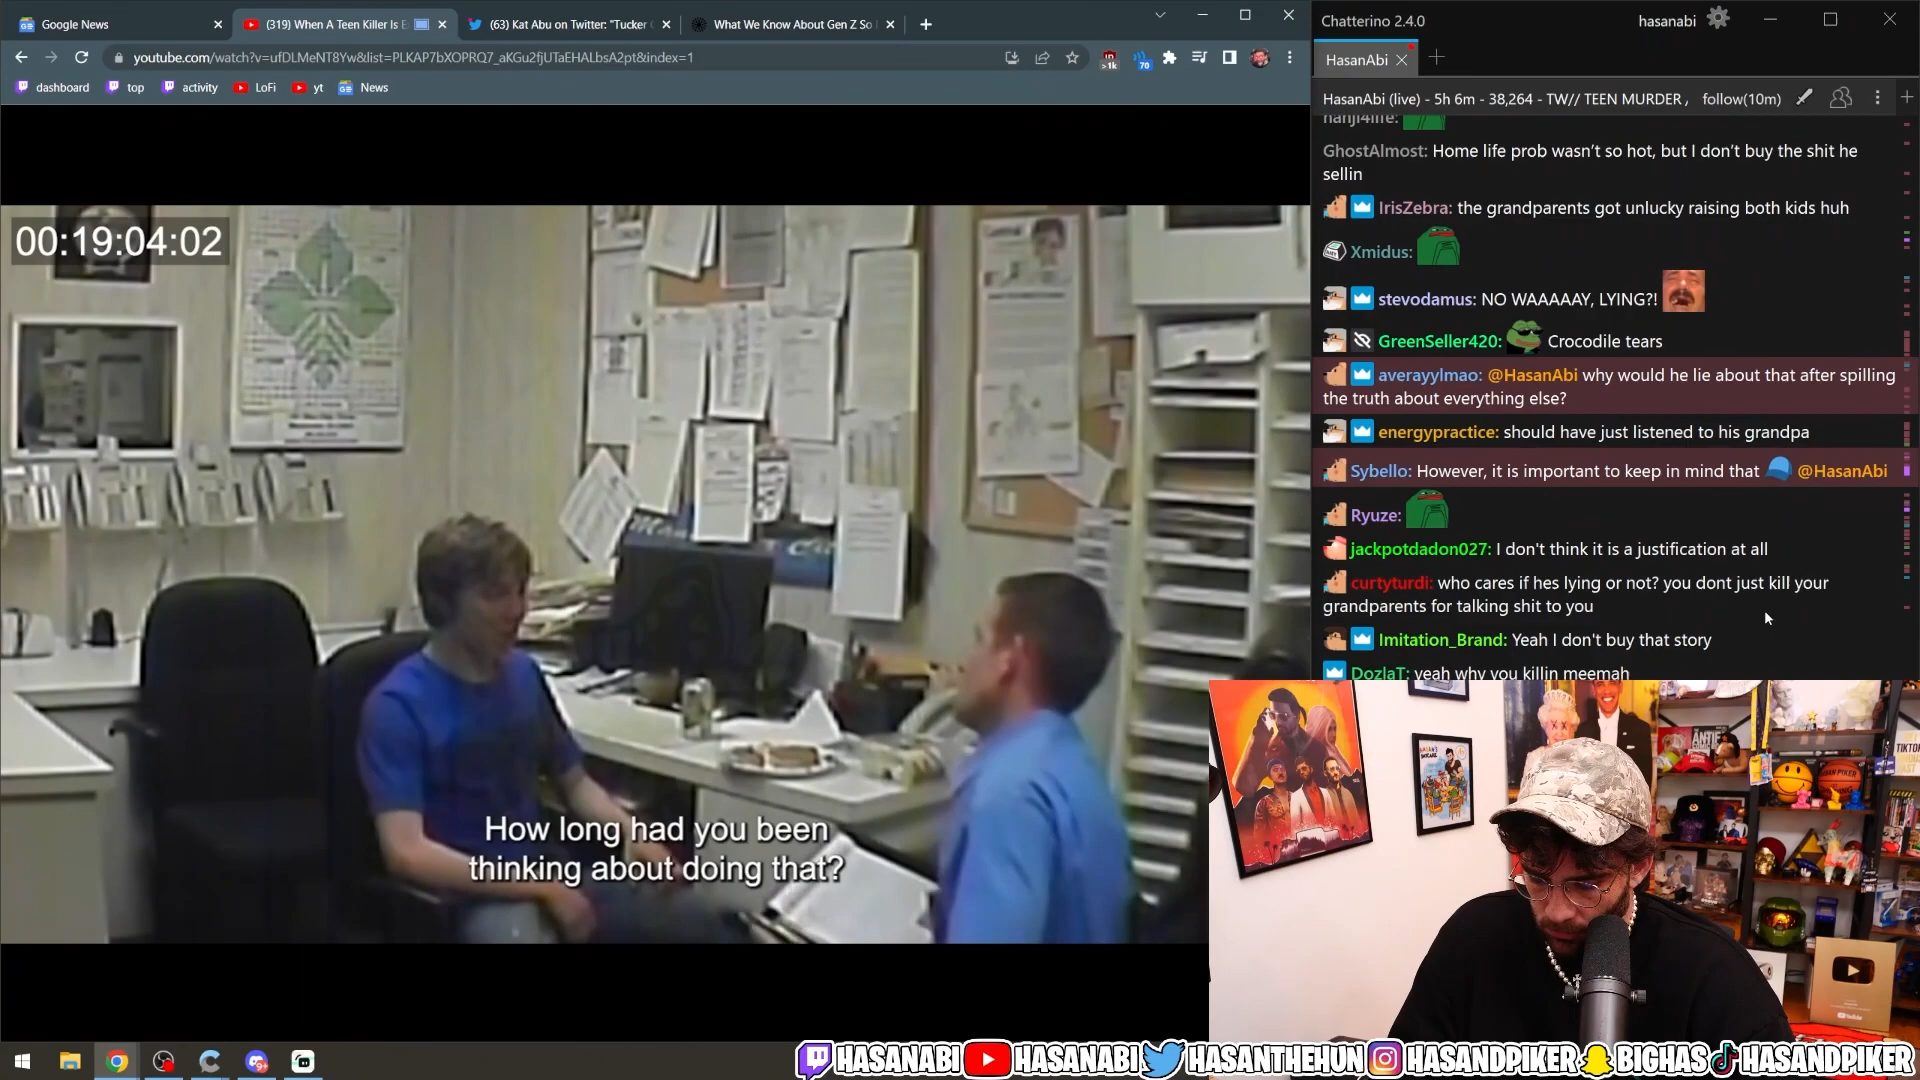 Google News
(319) When A Teen Killer Is E
(63) Kat Abu on Twitter: "Tucker
What We Know About Gen Z So
youtube.com/watch?v=ufDLMeNT8Yw&list=PLKAP7bXOPRQ7_aKGu2fjUTaEHALbsA2pt&index=1
>1k
70
dashboard
top
activity
LoFi
yt
News
00:19:04:02
How long had you been
thinking about doing that?
Chatterino 2.4.0
hasanabi
HasanAbi
HasanAbi (live) - 5h 6m - 38,264 - TW// TEEN MURDER,
follow(10m)
nanji4life:
GhostAlmost: Home life prob wasn't so hot, but I don't buy the shit he
sellin
IrisZebra: the grandparents got unlucky raising both kids huh
Xmidus:
stevodamus: NO WAAAAAY, LYING?!
GreenSeller420: Crocodile tears
averayylmao: @HasanAbi why would he lie about that after spilling
the truth about everything else?
energypractice: should have just listened to his grandpa
Sybello: However, it is important to keep in mind that @HasanAbi
Ryuze:
jackpotdadon027: I don't think it is a justification at all
curtyturdi: who cares if hes lying or not? you dont just kill your
grandparents for talking shit to you
Imitation_Brand: Yeah I don't buy that story
DozlaT: yeah why you killin meemah
HASANABI
HASANABI
HASANTHEHUN
HASANDPIKER
BIGHAS
HASANDPIKER